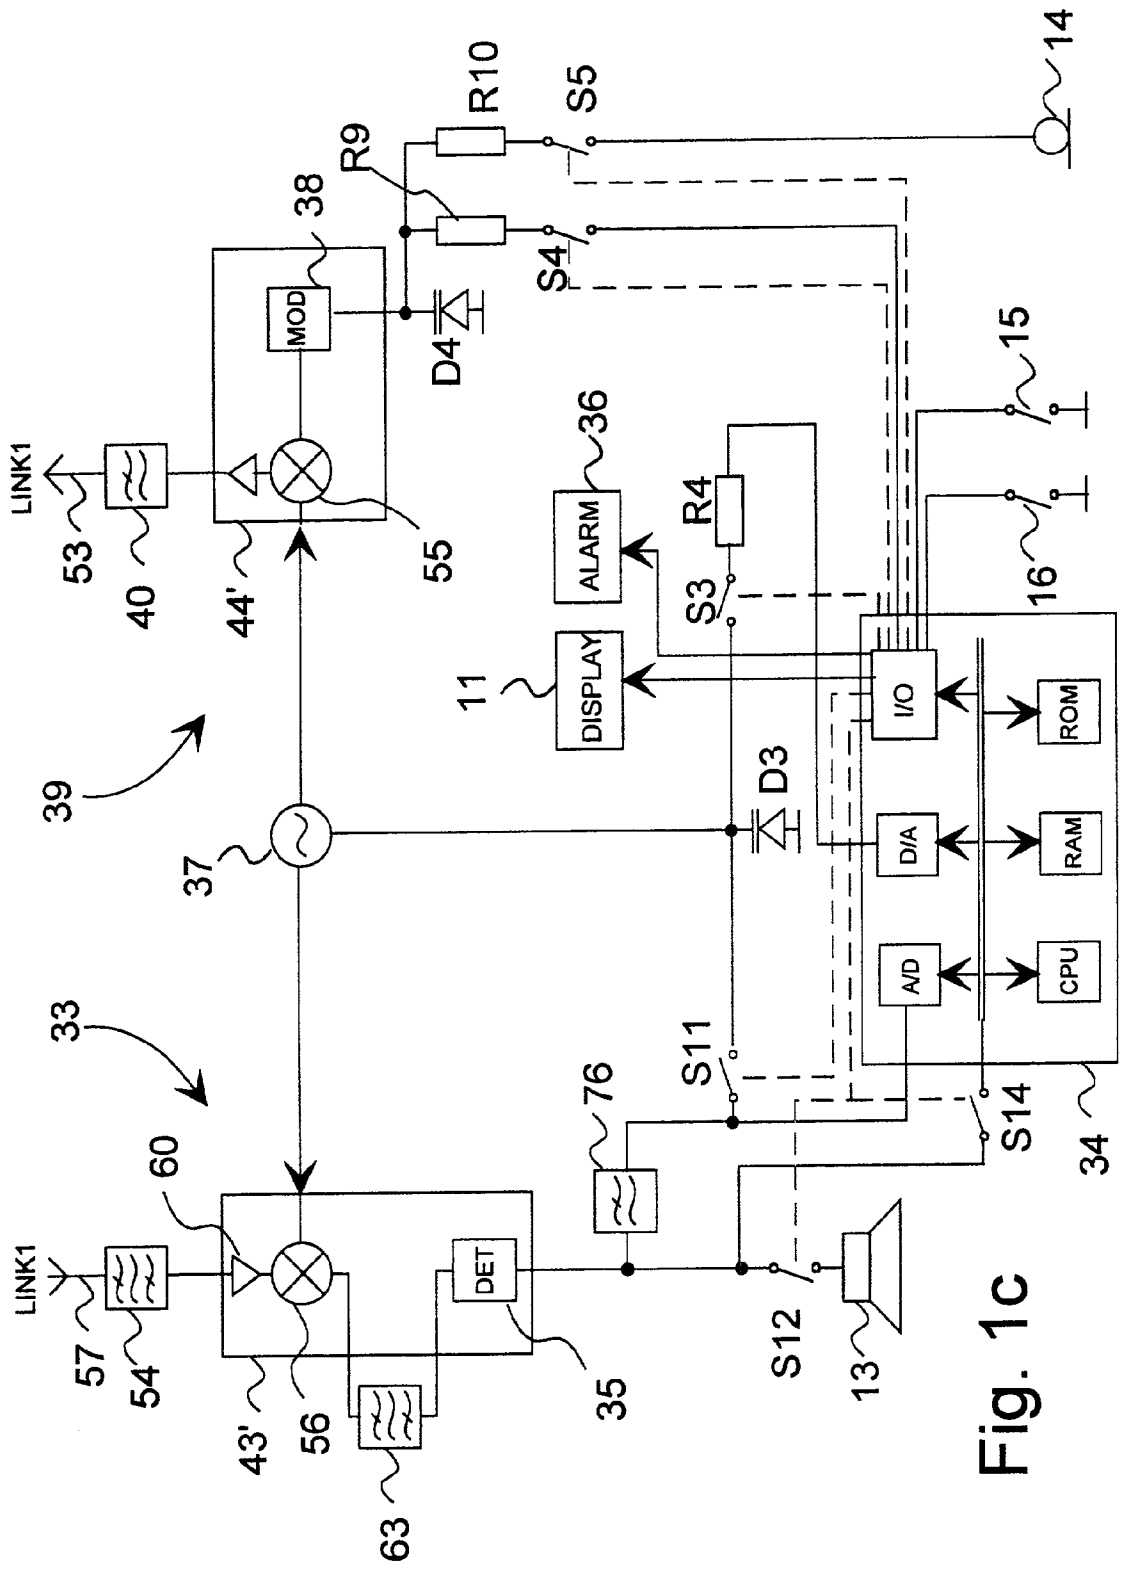 LINK1
57
54
43'
60
56
63
33
35
DET
76
S12
13
S11
S14
34
A/D
D/A
I/O
CPU
RAM
ROM
37
39
D3
11
DISPLAY
ALARM
36
S3
R4
16
15
LINK1
53
40
44'
55
MOD
38
D4
R9
R10
S4
S5
14
Fig. 1c